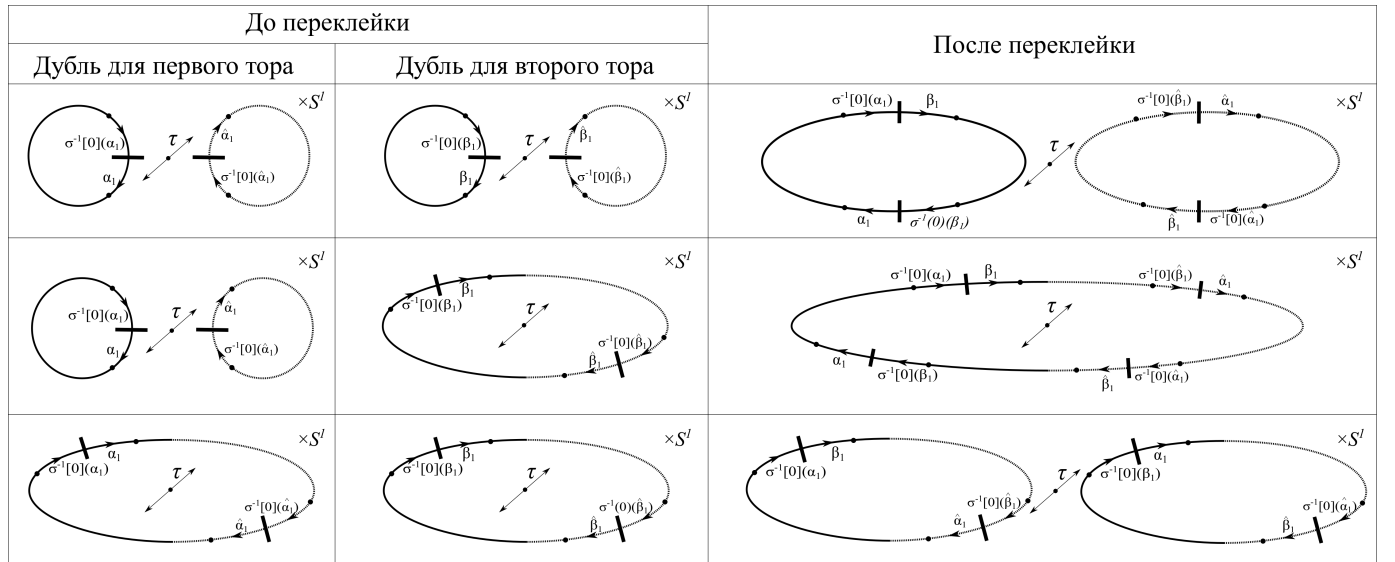 До переклейки
После переклейки
Дубль для первого тора
Дубль для второго тора
×S¹
σ⁻¹[0](α₁)
τ
α̂₁
α₁
σ⁻¹[0](α̂₁)
×S¹
σ⁻¹[0](β₁)
τ
β̂₁
β₁
σ⁻¹[0](β̂₁)
×S¹
σ⁻¹[0](α₁)
β₁
σ⁻¹[0](β̂₁)
α̂₁
τ
α₁
σ⁻¹(0)(β₁)
β̂₁
σ⁻¹[0](α̂₁)
×S¹
σ⁻¹[0](α₁)
τ
α̂₁
α₁
σ⁻¹[0](α̂₁)
×S¹
σ⁻¹[0](β₁)
β₁
τ
σ⁻¹[0](β̂₁)
β̂₁
×S¹
σ⁻¹[0](α₁)
β₁
σ⁻¹[0](β̂₁)
α̂₁
τ
α₁
σ⁻¹[0](β₁)
β̂₁
σ⁻¹[0](α̂₁)
×S¹
α₁
σ⁻¹[0](α₁)
τ
σ⁻¹[0](α̂₁)
α̂₁
×S¹
β₁
σ⁻¹[0](β₁)
τ
σ⁻¹(0)(β̂₁)
β̂₁
×S¹
β₁
σ⁻¹[0](α₁)
σ⁻¹[0](β̂₁)
α̂₁
τ
α₁
σ⁻¹[0](β₁)
σ⁻¹[0](α̂₁)
β̂₁